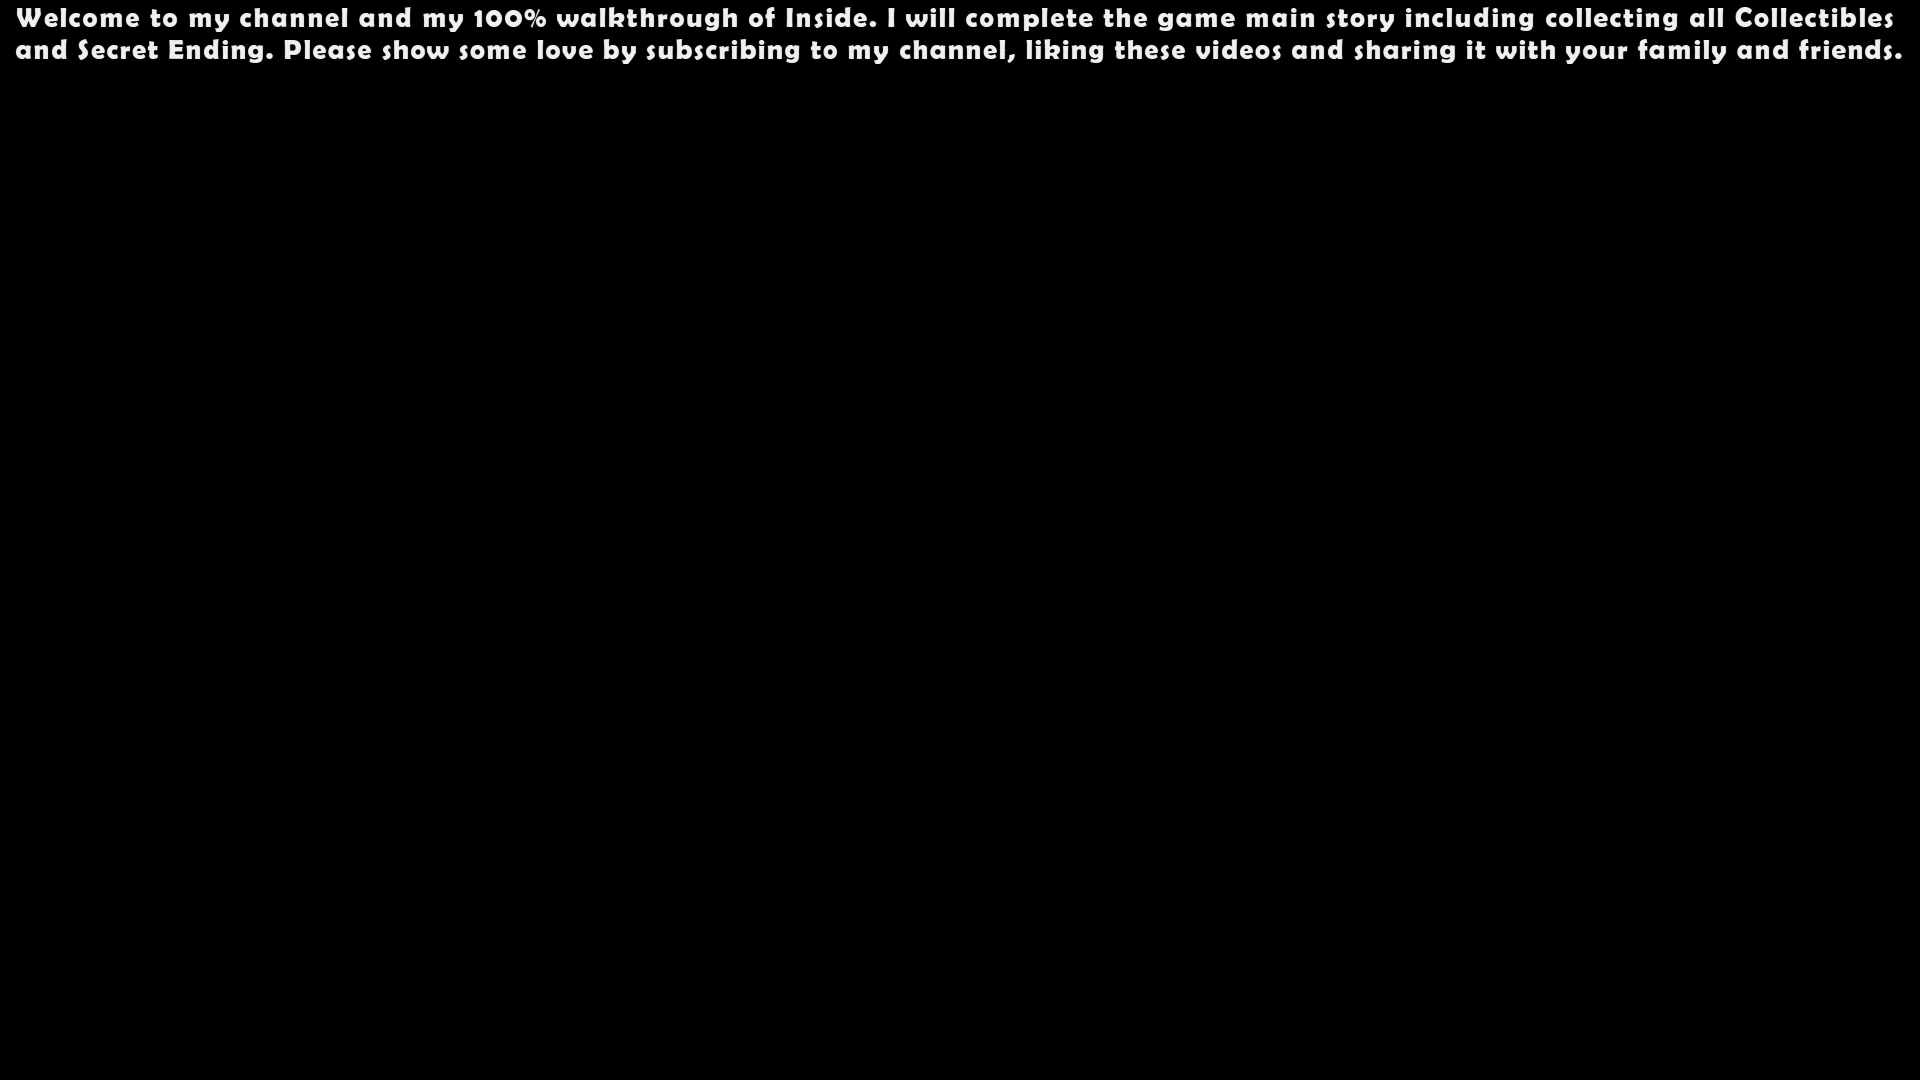 Welcome to my channel and my 100% walkthrough of Inside. I will complete the game main story including collecting all Collectibles
and Secret Ending. Please show some love by subscribing to my channel, liking these videos and sharing it with your family and friends.